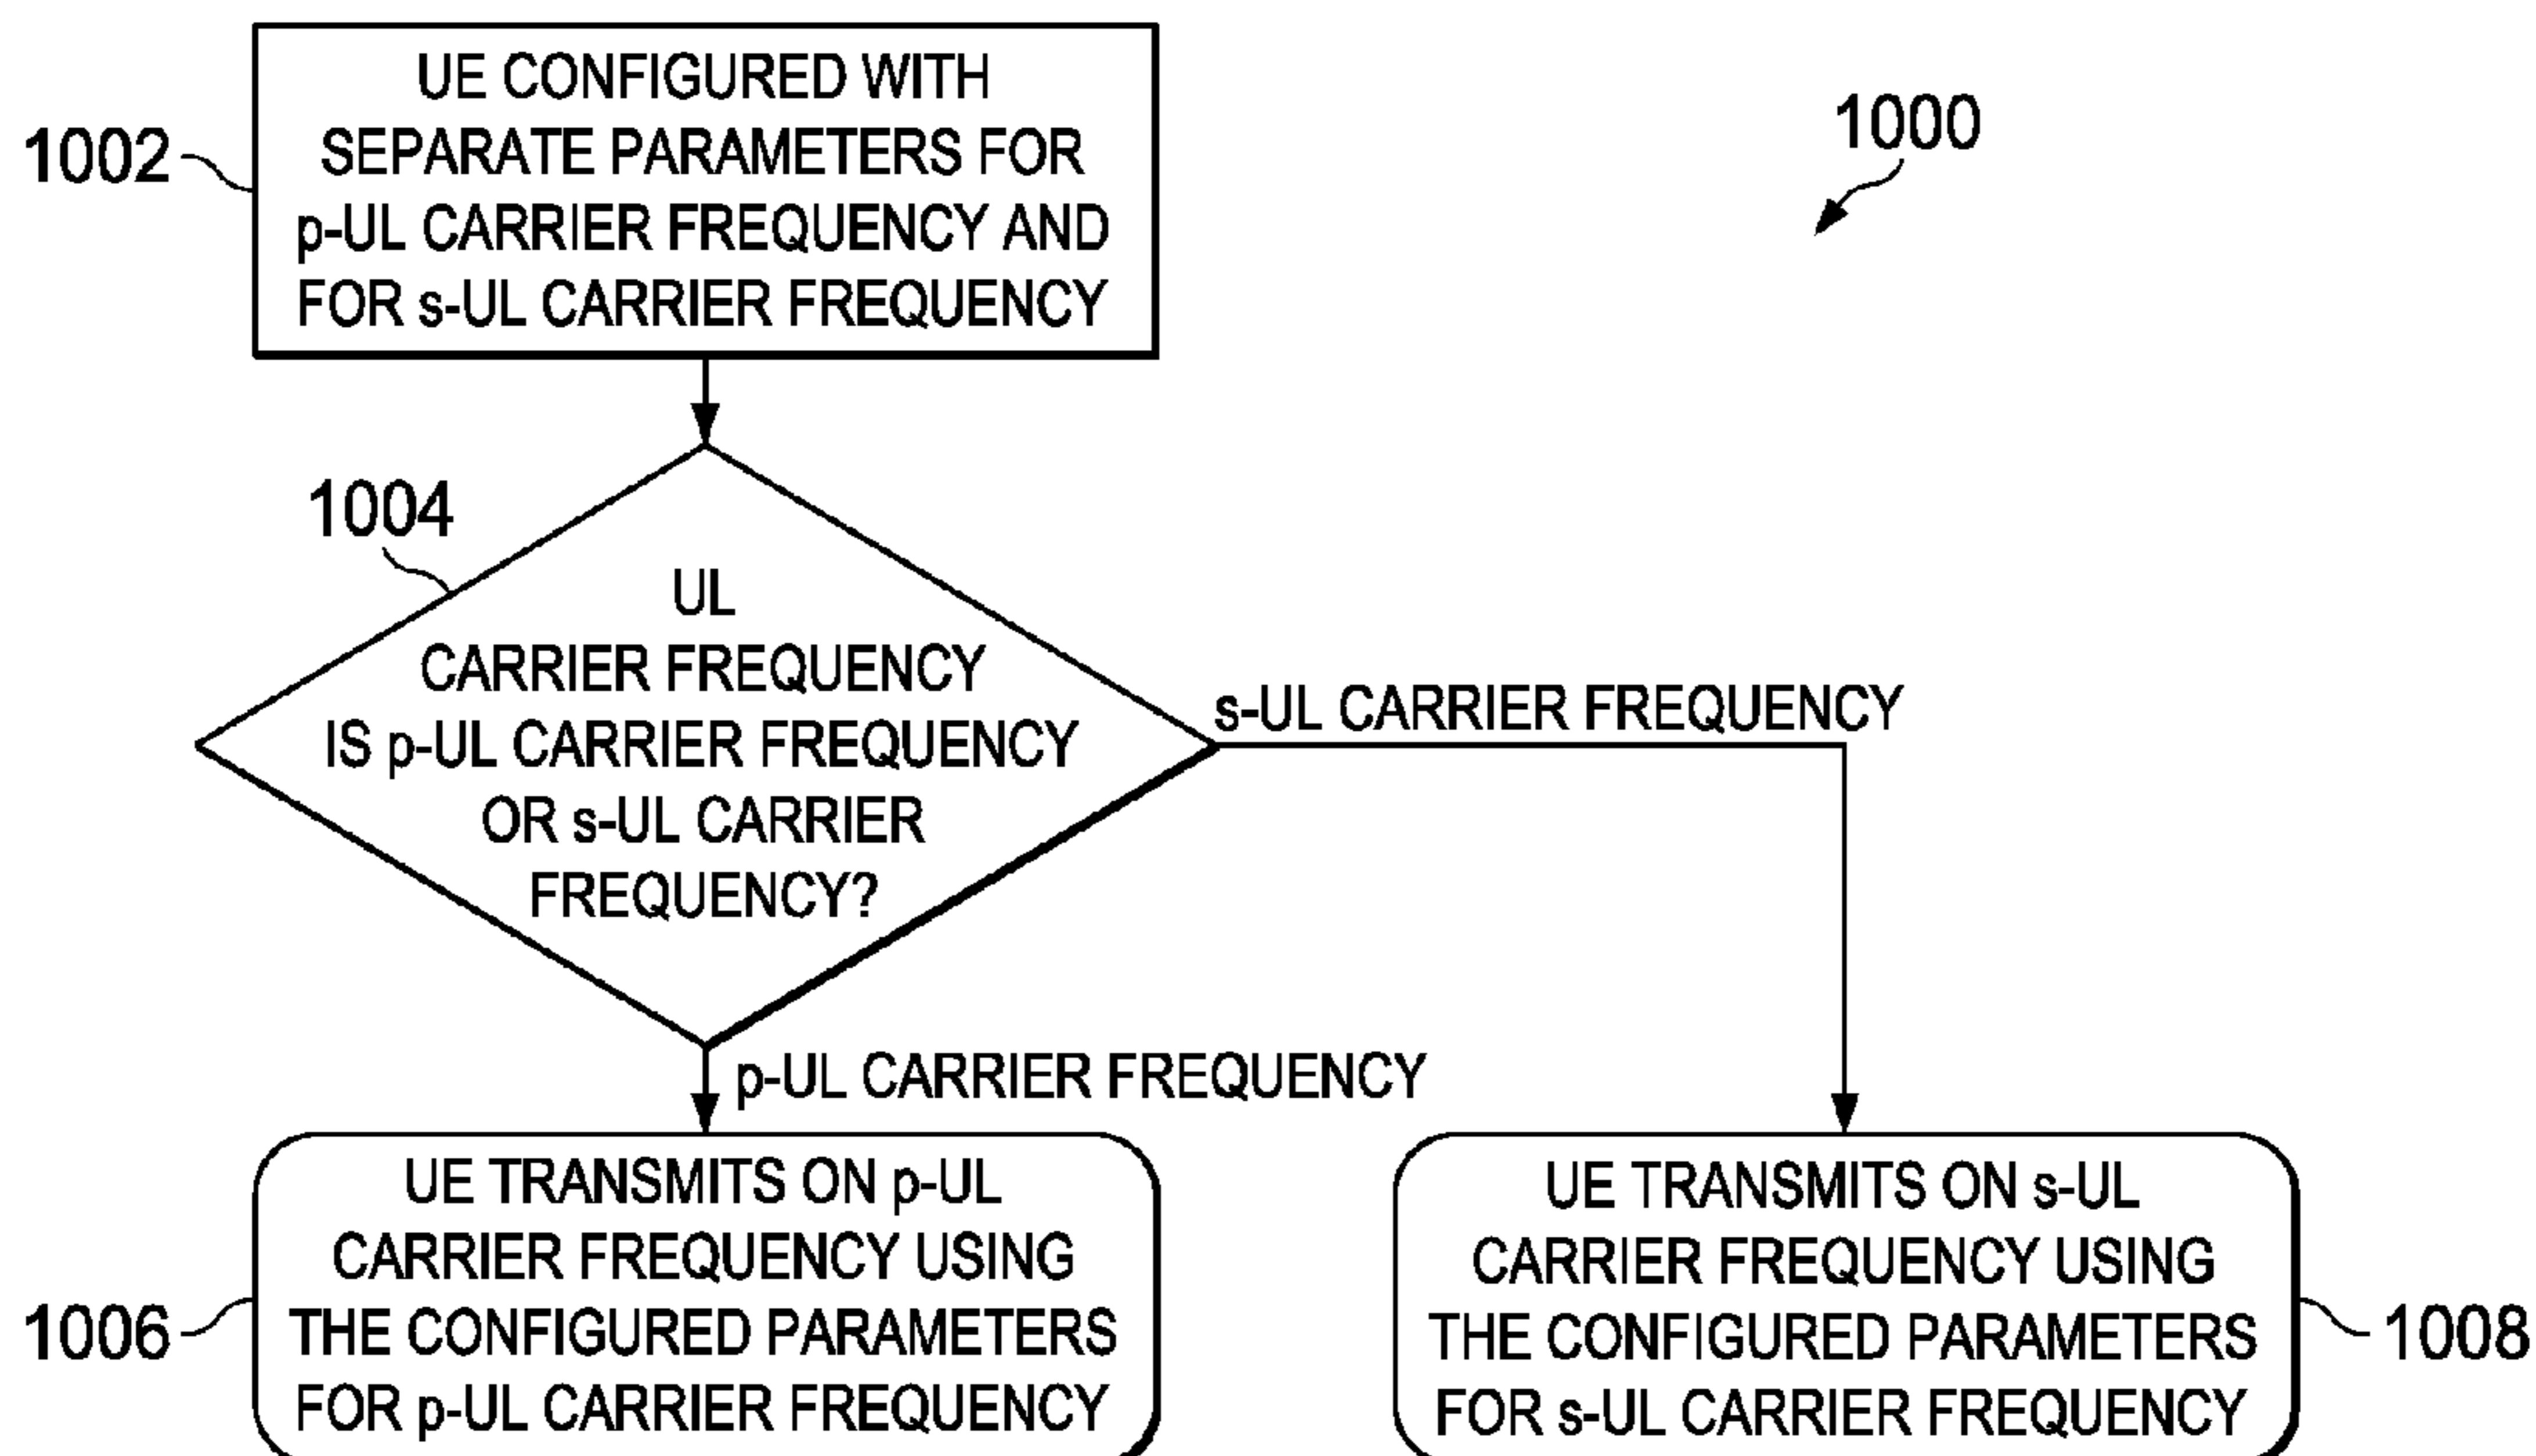 UE CONFIGURED WITH
SEPARATE PARAMETERS FOR
p-UL CARRIER FREQUENCY AND
FOR s-UL CARRIER FREQUENCY
1002
1000
1004
UL
CARRIER FREQUENCY
IS p-UL CARRIER FREQUENCY
OR s-UL CARRIER
FREQUENCY?
s-UL CARRIER FREQUENCY
p-UL CARRIER FREQUENCY
UE TRANSMITS ON p-UL
CARRIER FREQUENCY USING
THE CONFIGURED PARAMETERS
FOR p-UL CARRIER FREQUENCY
1006
UE TRANSMITS ON s-UL
CARRIER FREQUENCY USING
THE CONFIGURED PARAMETERS
FOR s-UL CARRIER FREQUENCY
1008